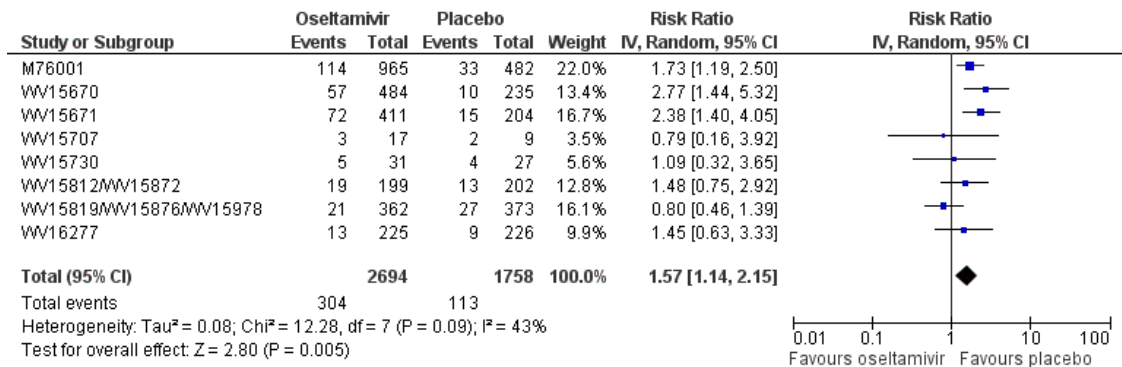 Oseltamivir Placebo Risk Ratio Risk Ratio
Study or Subgroup Events Total Events Total Weight IV, Random, 95% CI IV, Random, 95% CI
M76001 114 965 33 482 22.0% 1.73 [1.19, 2.50]
WV15670 57 484 10 235 13.4% 2.77 [1.44, 5.32]
WV15671 72 411 15 204 16.7% 2.38 [1.40, 4.05]
WV15707 3 17 2 9 3.5% 0.79 [0.16, 3.92]
WV15730 5 31 4 27 5.6% 1.09 [0.32, 3.65]
WV15812/WV15872 19 199 13 202 12.8% 1.48 [0.75, 2.92]
WV15819/WV15876/WV15978 21 362 27 373 16.1% 0.80 [0.46, 1.39]
WV16277 13 225 9 226 9.9% 1.45 [0.63, 3.33]
Total (95% CI) 2694 1758 100.0% 1.57 [1.14, 2.15]
Total events 304 113
Heterogeneity: Tau² = 0.08; Chi² = 12.28, df = 7 (P = 0.09); I² = 43%
Test for overall effect: Z = 2.80 (P = 0.005)
0.01 0.1 1 10 100
Favours oseltamivir Favours placebo